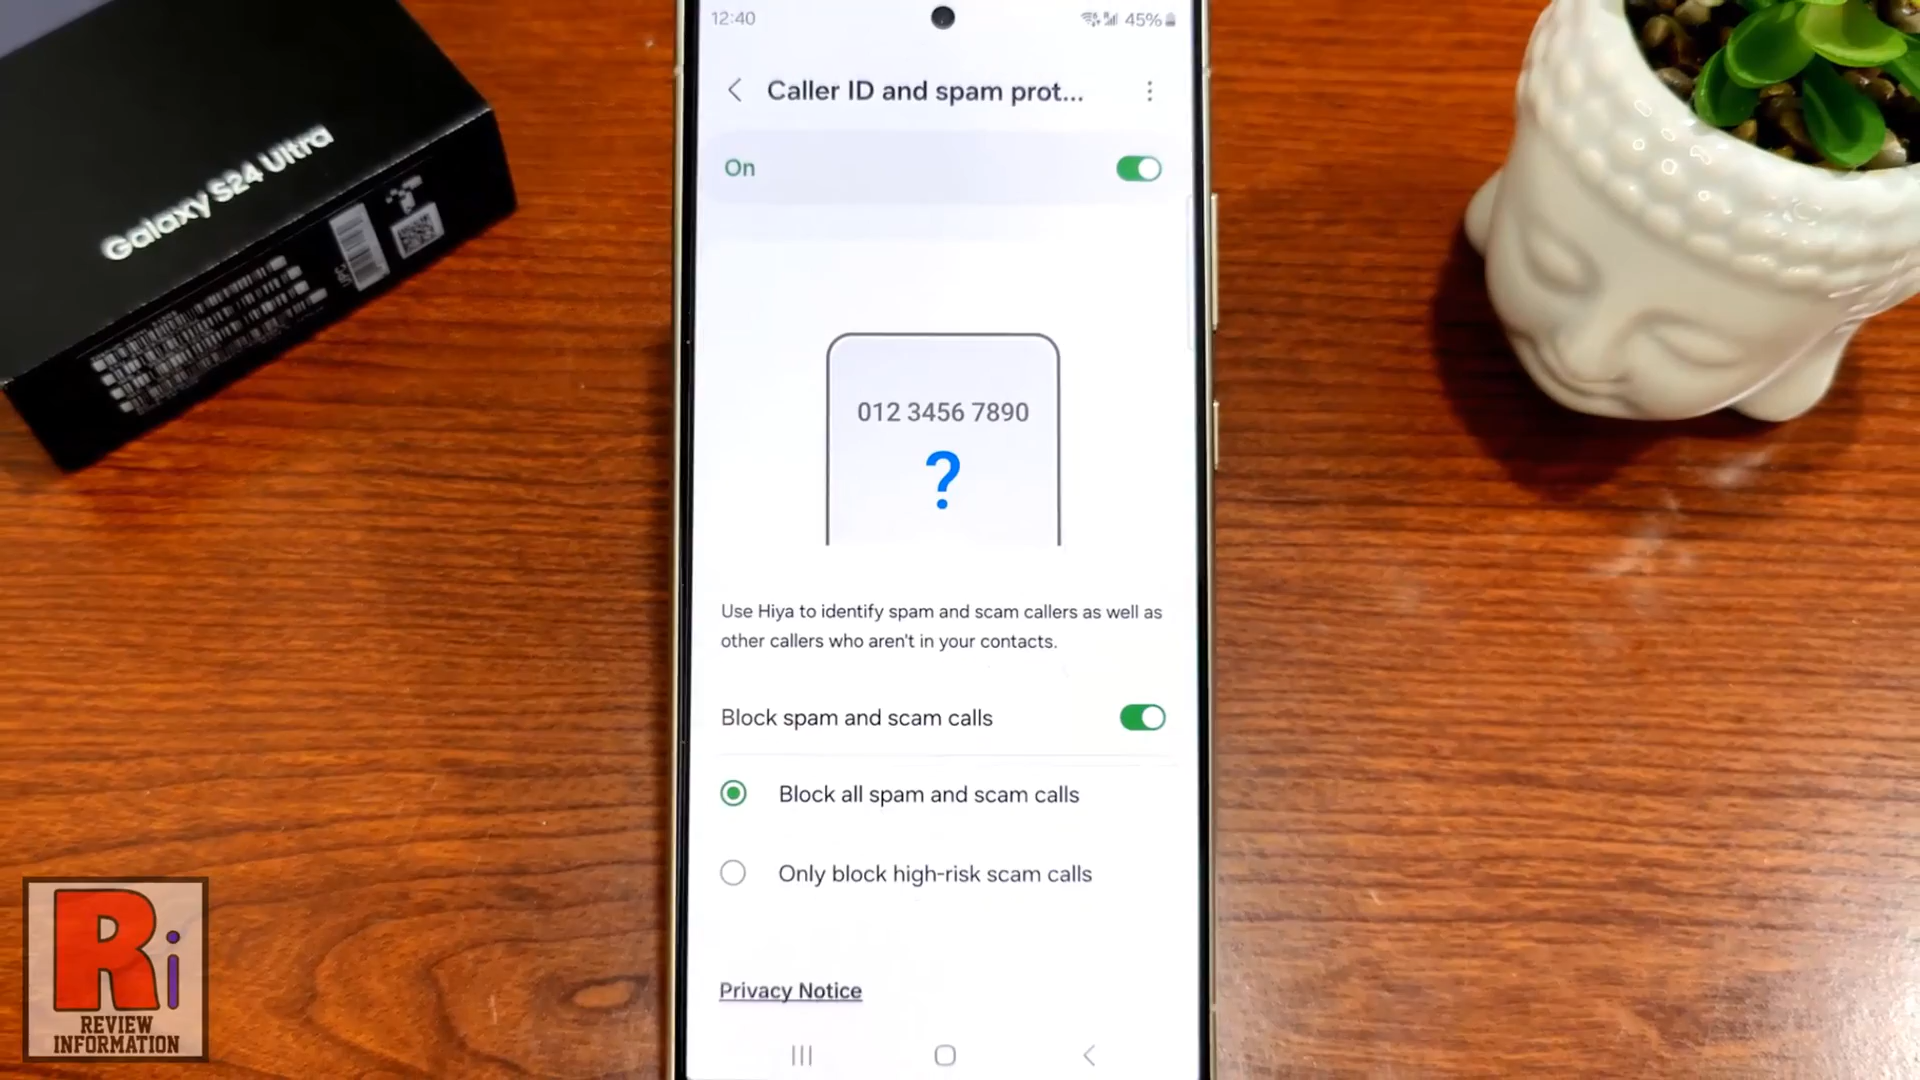 12:40
45%
Caller ID and spam prot...
On
Galaxy S24 Ultra
012 3456 7890
?
Use Hiya to identify spam and scam callers as well as
other callers who aren't in your contacts.
Block spam and scam calls
Block all spam and scam calls
Only block high-risk scam calls
Privacy Notice
Ri
REVIEW
INFORMATION